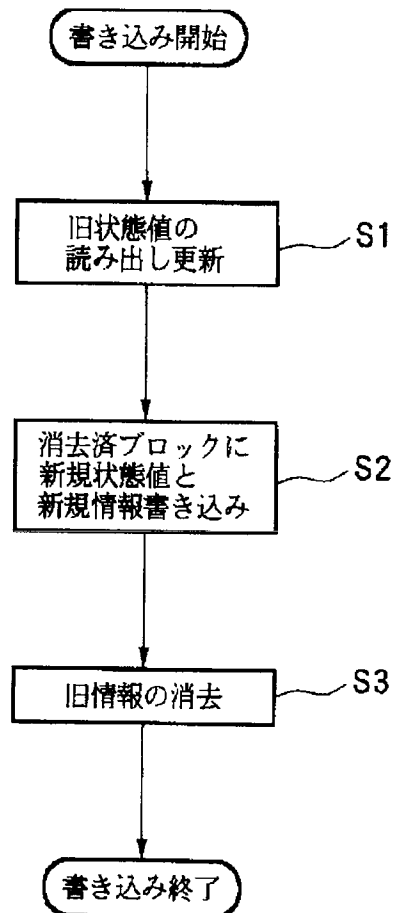 書き込み開始
旧状態値の
読み出し更新
S1
消去済ブロックに
新規状態値と
新規情報書き込み
S2
旧情報の消去
S3
書き込み終了